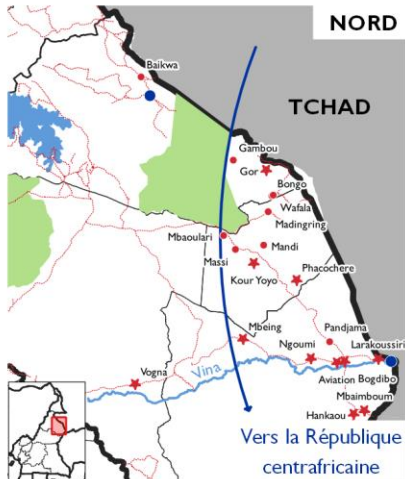 NORD
TCHAD
Baikwa
Gambou
Gor
Bongo
Wafala
Madingring
Mbaoulari
Mandi
Massi
Phacochere
Kour Yoyo
Mbeing
Pandjama
Ngoumi
Larakoussiri
Vogna
Vina
Aviation
Bogdibo
Mbaimboum
Hankaou
Vers la République
centrafricaine